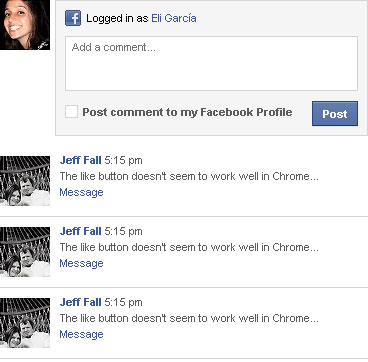 Logged in as Eli García
Add a comment...
Post comment to my Facebook Profile
Post
Jeff Fall 5:15 pm
The like button doesn't seem to work well in Chrome...
Message
Jeff Fall 5:15 pm
The like button doesn't seem to work well in Chrome...
Message
Jeff Fall 5:15 pm
The like button doesn't seem to work well in Chrome...
Message